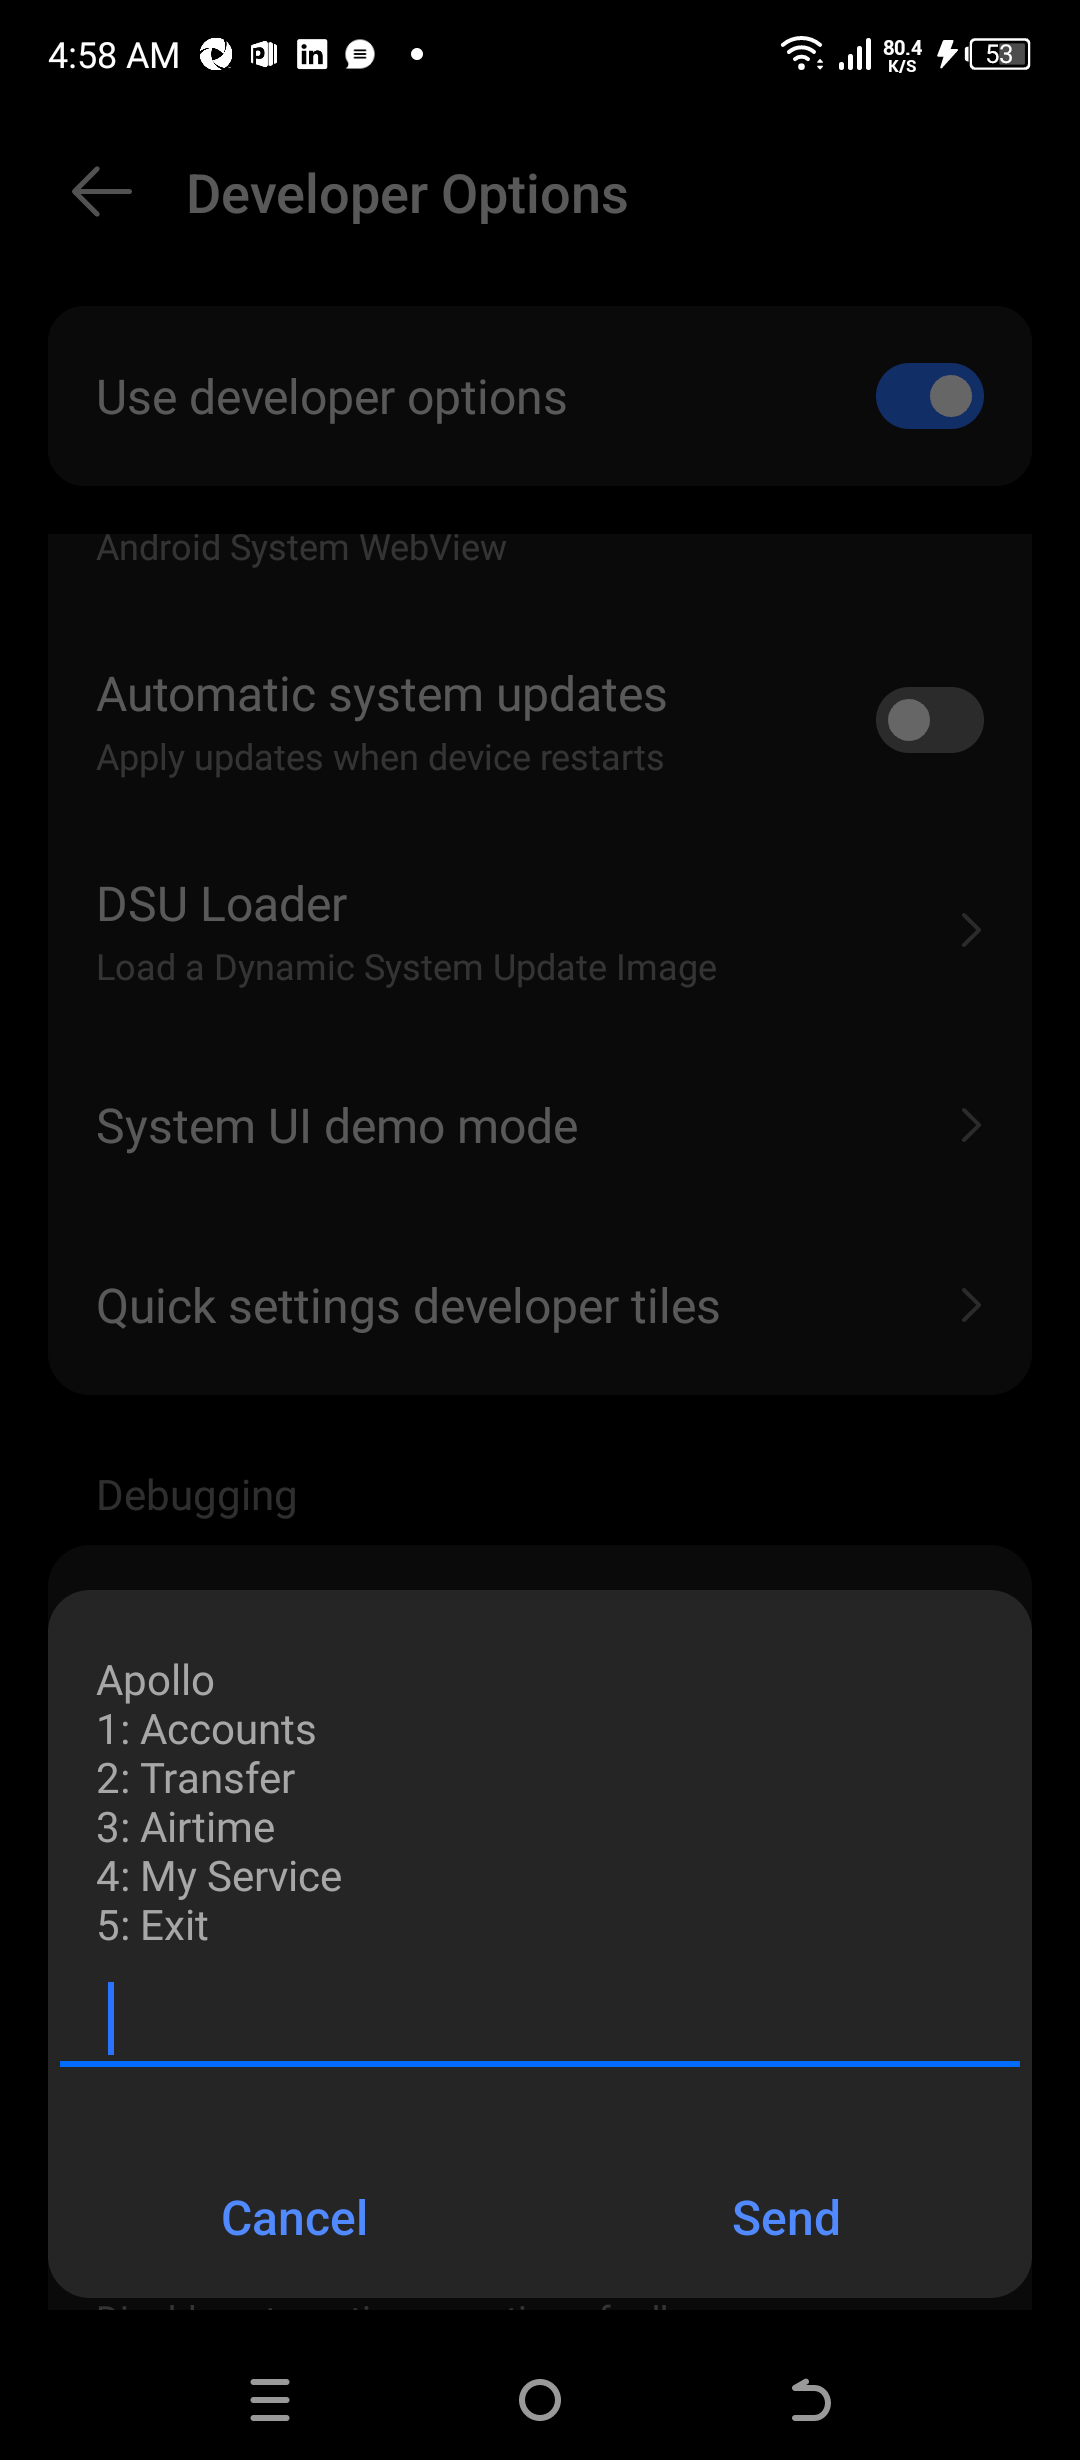 4:58 AM
80.4
K/S
53
Developer Options
Use developer options
Android System WebView
Automatic system updates
Apply updates when device restarts
DSU Loader
Load a Dynamic System Update Image
System UI demo mode
Quick settings developer tiles
Debugging
Apollo
1: Accounts
2: Transfer
3: Airtime
4: My Service
5: Exit
Cancel
Send